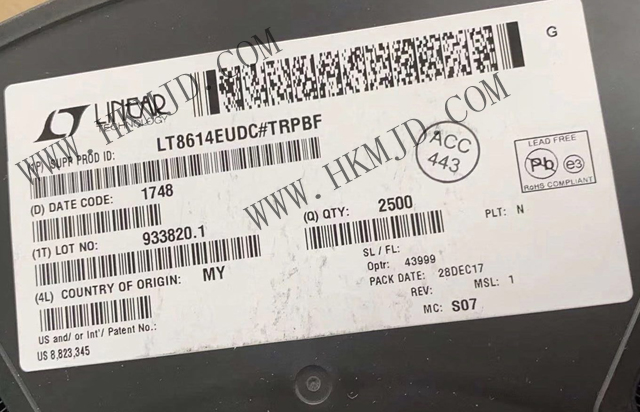 G
LINEAR
TECHNOLOGY
(1P) SUPP PROD ID: LT8614EUDC#TRPBF
(D) DATE CODE: 1748
(Q) QTY: 2500
(1T) LOT NO: 933820.1
(4L) COUNTRY OF ORIGIN: MY
US and/ or Int'/ Patent No.:
US 8,823,345
ACC
443
LEAD FREE
Pb e3
RoHS COMPLIANT
PLT: N
SL / FL:
Optr: 43999
PACK DATE: 28DEC17
REV:
MSL: 1
MC: S07
WWW.HKMJD.COM
WWW.HKMJD.COM